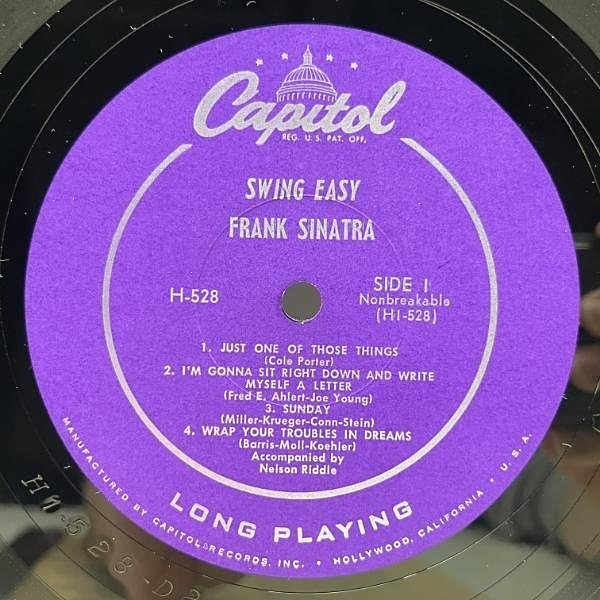 Capitol
REG. U.S. PAT. OFF.
SWING EASY
FRANK SINATRA
H-528
SIDE 1
Nonbreakable
(H1-528)
1. JUST ONE OF THOSE THINGS
(Cole Porter)
2. I'M GONNA SIT RIGHT DOWN AND WRITE
MYSELF A LETTER
(Fred E. Ahlert-Joe Young)
3. SUNDAY
(Miller-Krueger-Conn-Stein)
4. WRAP YOUR TROUBLES IN DREAMS
(Barris-Moll-Koehler)
Accompanied by
Nelson Riddle
LONG PLAYING
MANUFACTURED BY CAPITOL RECORDS, INC. • HOLLYWOOD, CALIFORNIA • U.S.A.